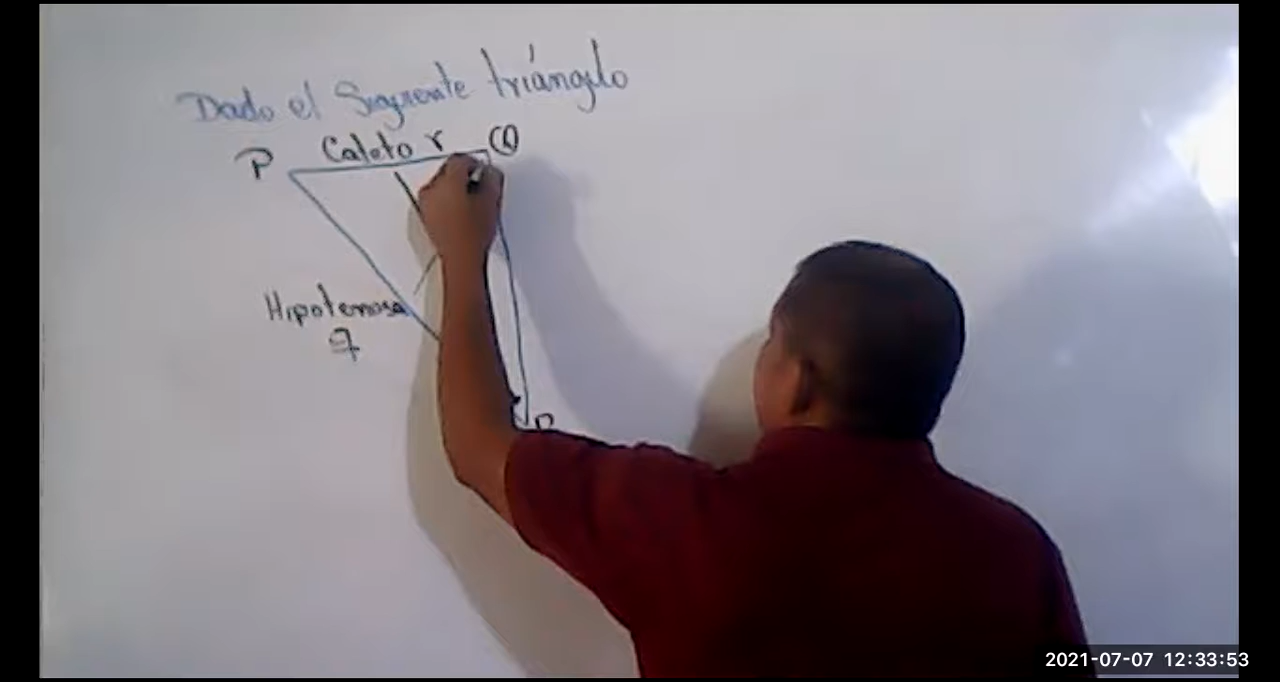 Dado el Siguiente triángulo
P Cateto r Q
Hipotenusa
q
R
2021-07-07 12:33:53